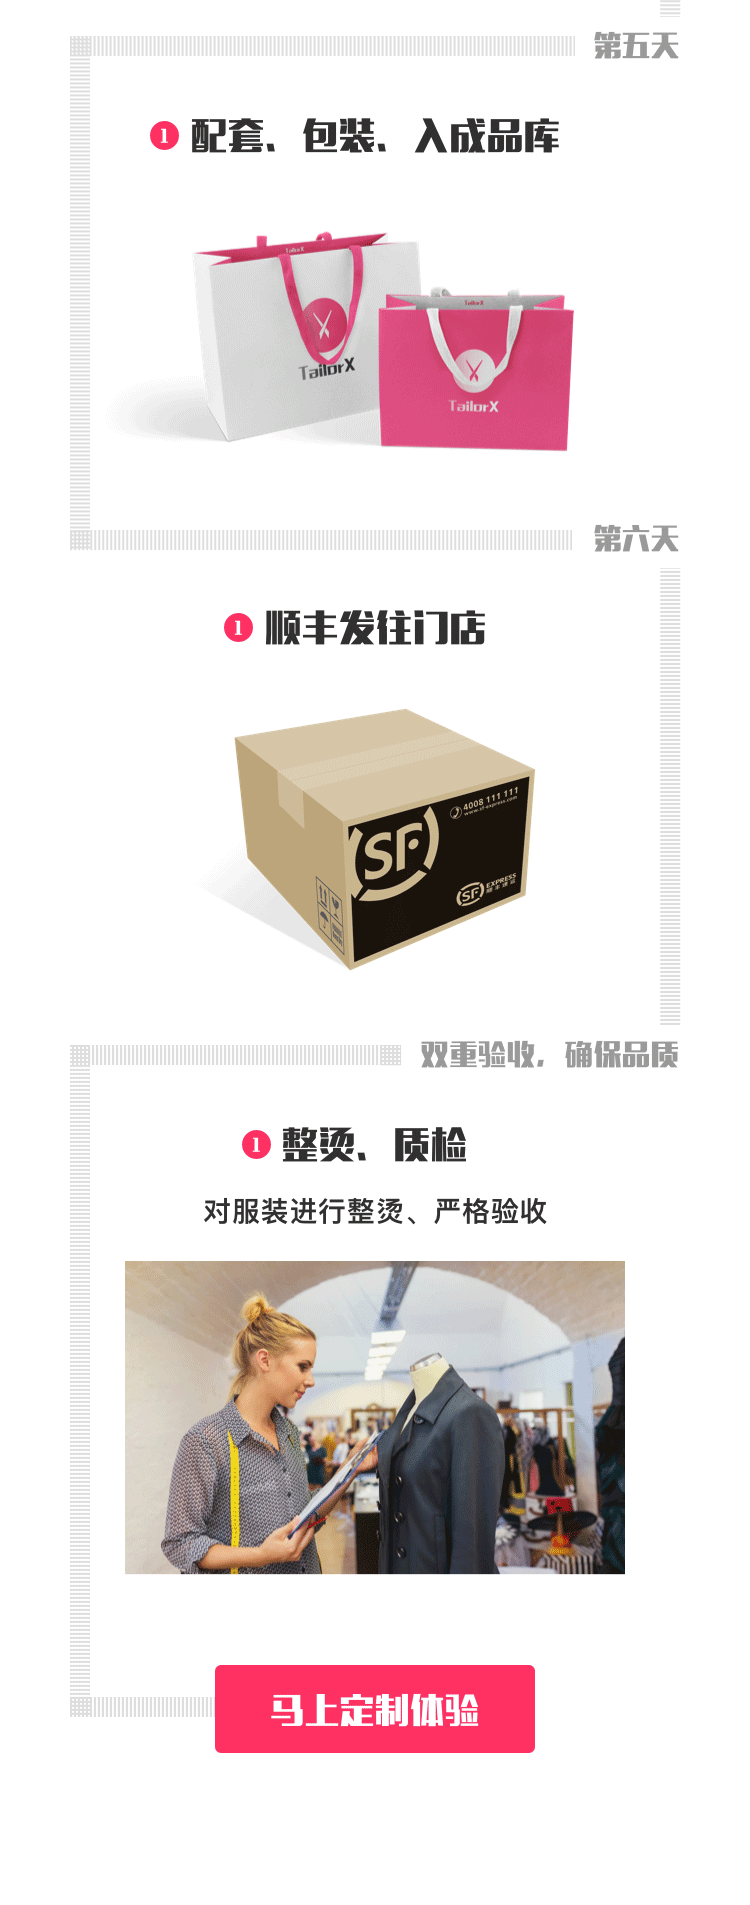 第五天
1 配套、包装、入成品库
TailorX
TailorX
TailorX
TailorX
第六天
1 顺丰发往门店
4008 111 111
www.sf-express.com
SF
SF EXPRESS
顺丰速运
双重验收，确保品质
1 整烫、质检
对服装进行整烫、严格验收
马上定制体验